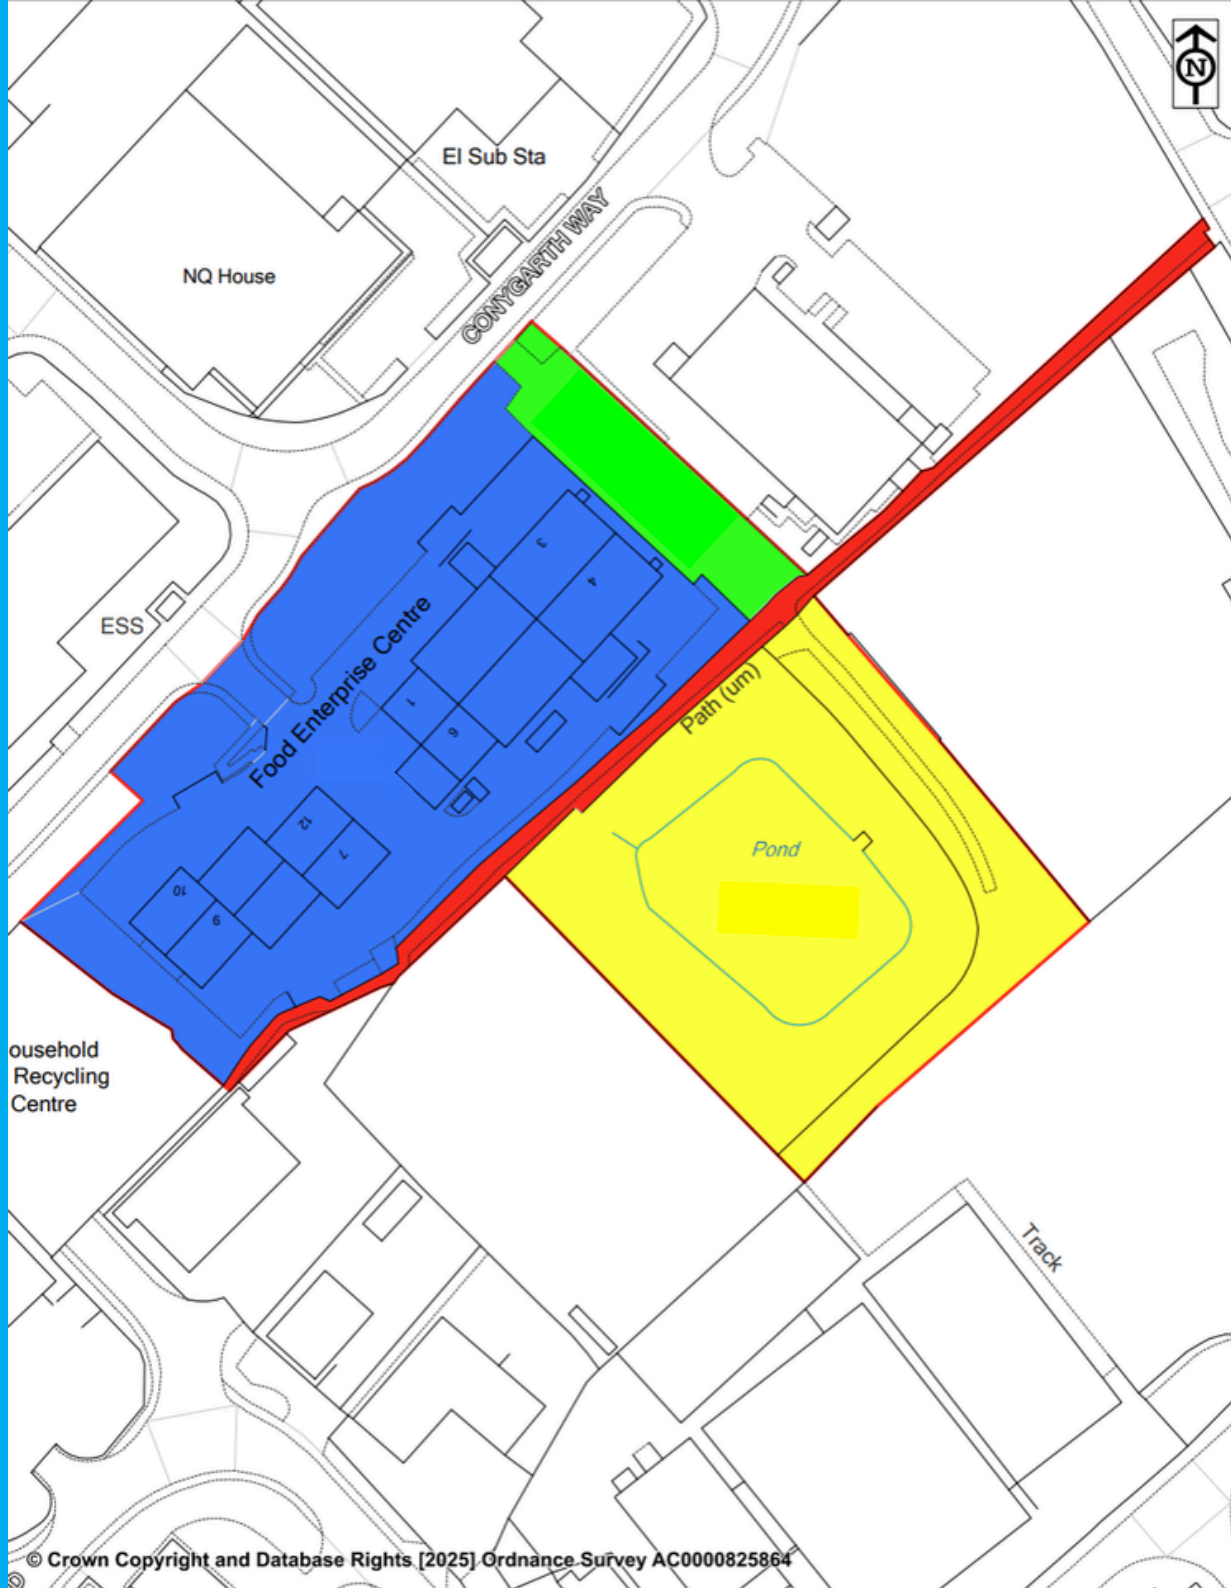 N
El Sub Sta
CONYGARTH WAY
NQ House
3
4
ESS
Food Enterprise Centre
Path (um)
1
6
12
7
10
9
Pond
ousehold
Recycling
Centre
Track
© Crown Copyright and Database Rights [2025] Ordnance Survey AC0000825864